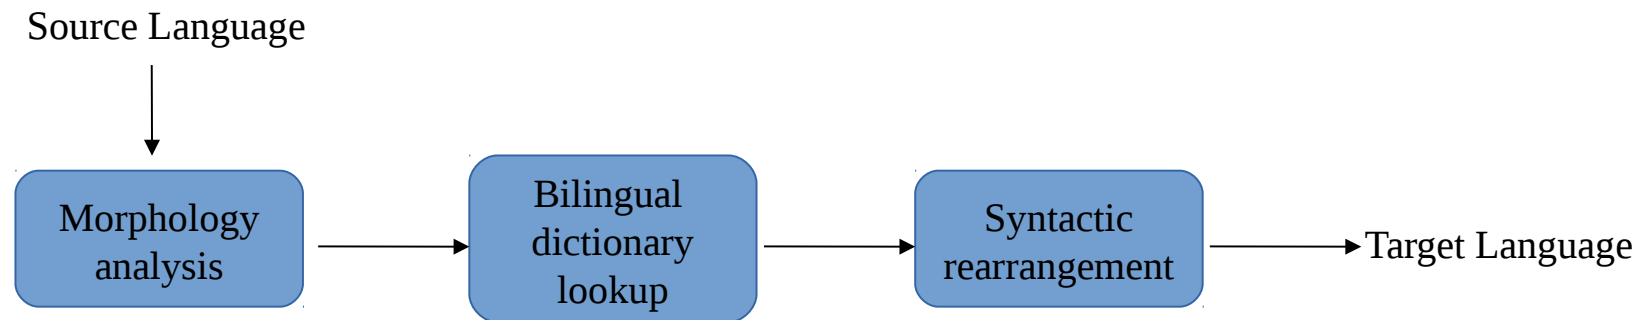 Source Language
Morphology
analysis
Bilingual
dictionary
lookup
Syntactic
rearrangement
Target Language